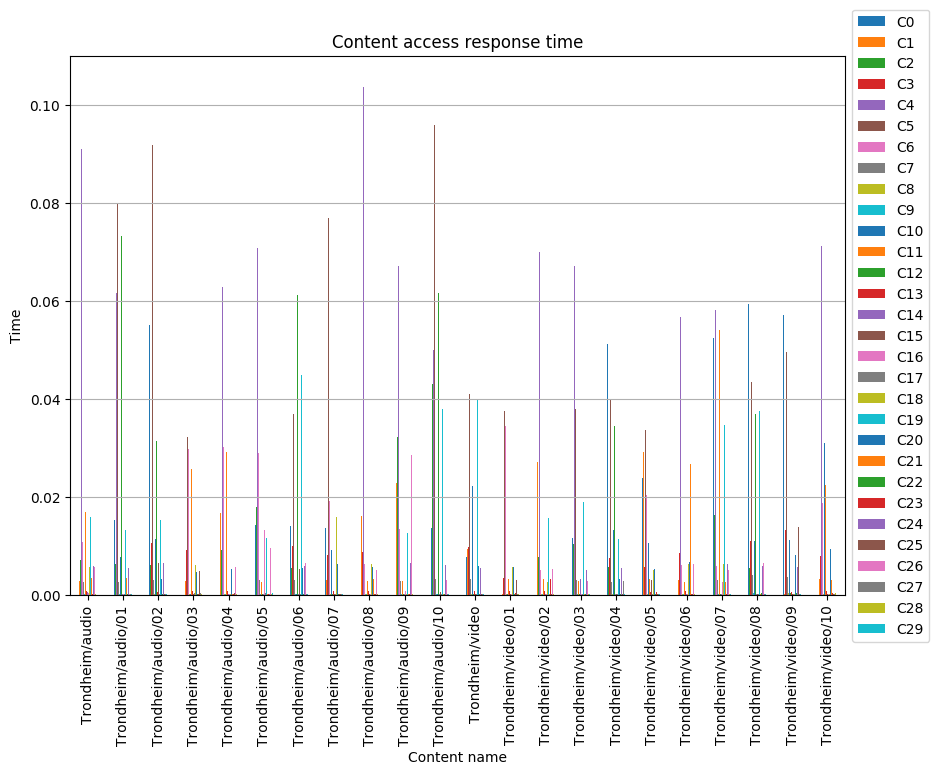 Content access response time
Time
0.10
0.08
0.06
0.04
0.02
0.00
Trondheim/audio
Trondheim/audio/01
Trondheim/audio/02
Trondheim/audio/03
Trondheim/audio/04
Trondheim/audio/05
Trondheim/audio/06
Trondheim/audio/07
Trondheim/audio/08
Trondheim/audio/09
Trondheim/audio/10
Trondheim/video
Trondheim/video/01
Trondheim/video/02
Trondheim/video/03
Trondheim/video/04
Trondheim/video/05
Trondheim/video/06
Trondheim/video/07
Trondheim/video/08
Trondheim/video/09
Trondheim/video/10
Content name
C0
C1
C2
C3
C4
C5
C6
C7
C8
C9
C10
C11
C12
C13
C14
C15
C16
C17
C18
C19
C20
C21
C22
C23
C24
C25
C26
C27
C28
C29